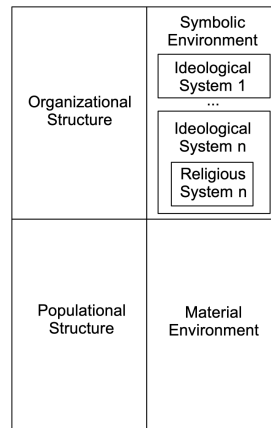 Organizational
Structure
Symbolic
Environment
Ideological
System 1
...
Ideological
System n
Religious
System n
Populational
Structure
Material
Environment